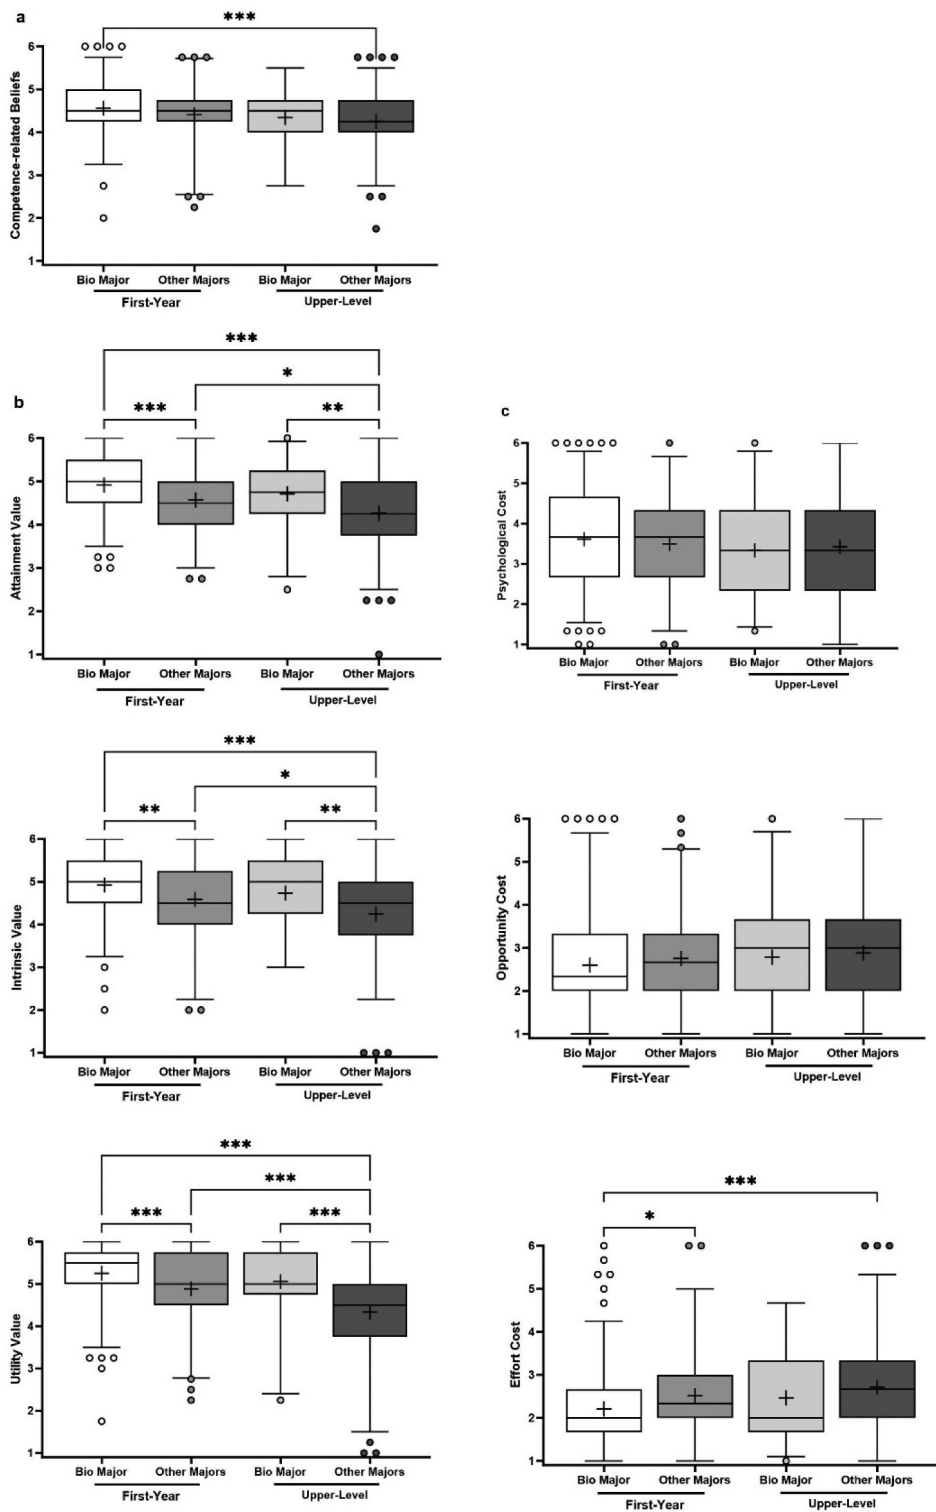 a
***
Competence-related Beliefs
6
5
4
3
2
1
Bio Major Other Majors Bio Major Other Majors
First-Year Upper-Level
b
***
*
*** **
Attainment Value
6
5
4
3
2
1
Bio Major Other Majors Bio Major Other Majors
First-Year Upper-Level
c
Psychological Cost
6
5
4
3
2
1
Bio Major Other Majors Bio Major Other Majors
First-Year Upper-Level
***
*
** **
Intrinsic Value
6
5
4
3
2
1
Bio Major Other Majors Bio Major Other Majors
First-Year Upper-Level
Opportunity Cost
6
5
4
3
2
1
Bio Major Other Majors Bio Major Other Majors
First-Year Upper-Level
***
***
*** ***
Utility Value
6
5
4
3
2
1
Bio Major Other Majors Bio Major Other Majors
First-Year Upper-Level
***
*
Effort Cost
6
5
4
3
2
1
Bio Major Other Majors Bio Major Other Majors
First-Year Upper-Level